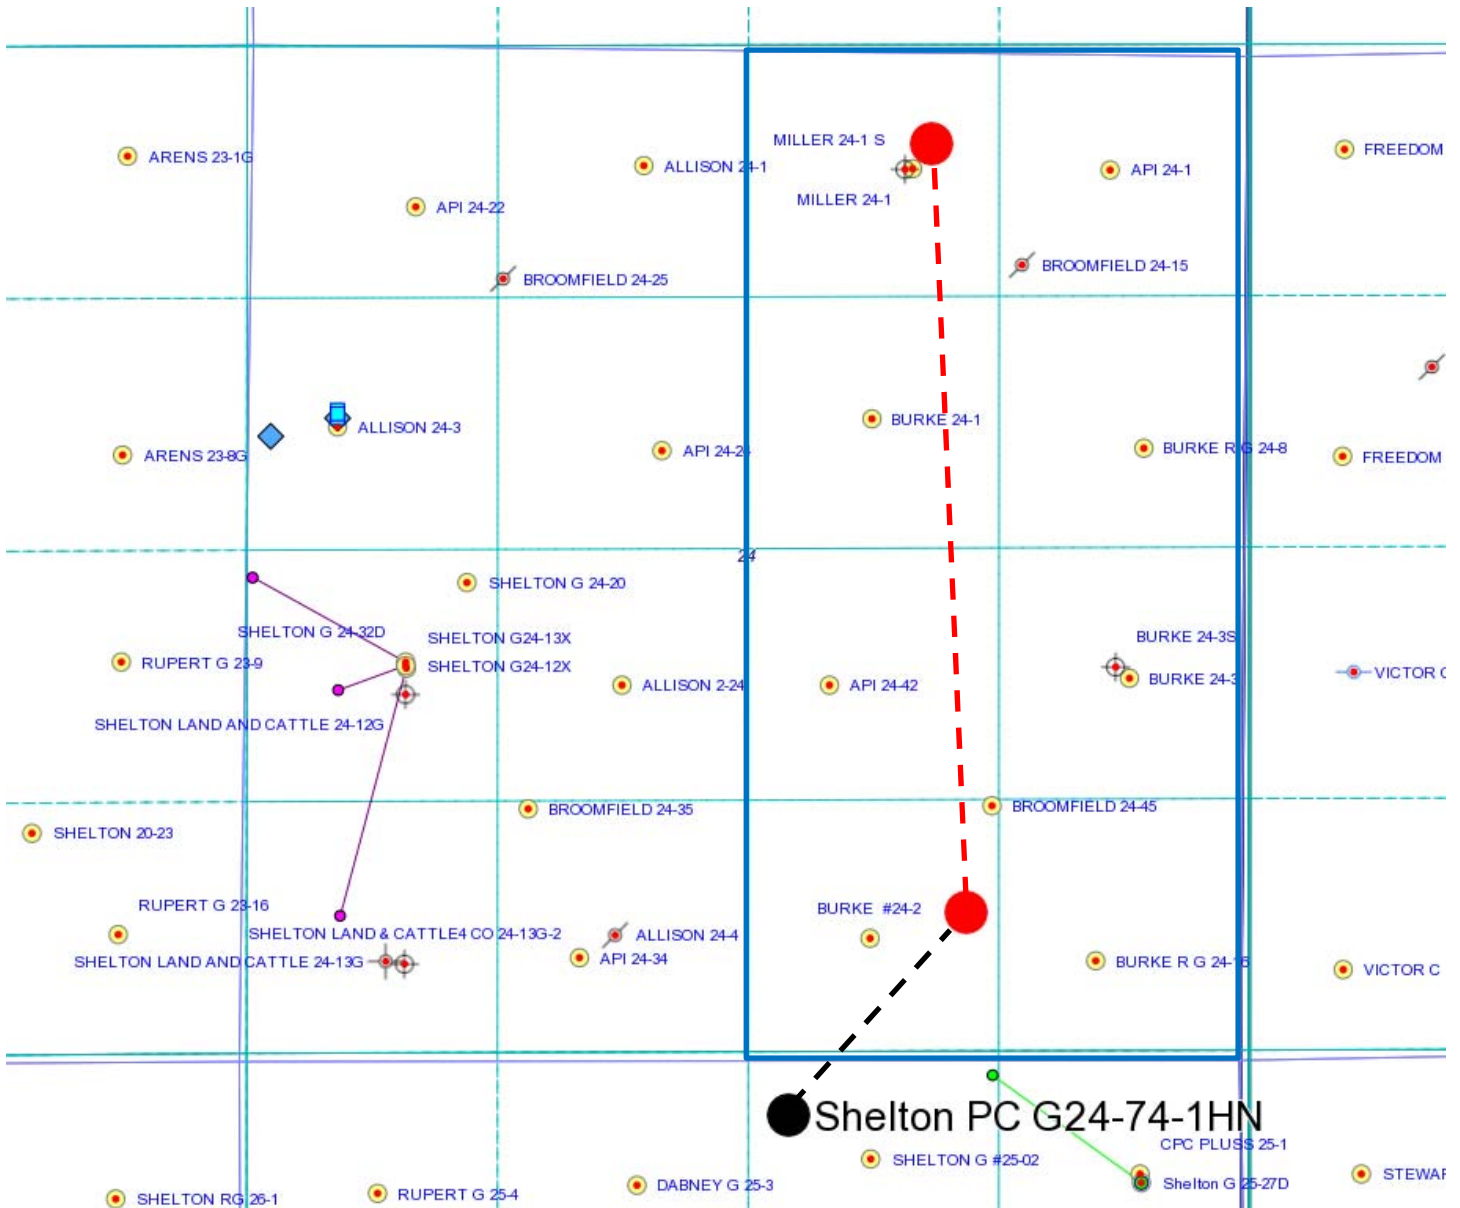 MILLER 24-1 S
ARENS 23-1G
ALLISON 24-1
API 24-1
FREEDOM
MILLER 24-1
API 24-22
BROOMFIELD 24-25
BROOMFIELD 24-15
ALLISON 24-3
BURKE 24-1
ARENS 23-8G
API 24-2
BURKE R G 24-8
FREEDOM
24
SHELTON G 24-20
SHELTON G 24-32D
SHELTON G24-13X
BURKE 24-3S
RUPERT G 23-9
SHELTON G24-12X
ALLISON 2-24
API 24-42
BURKE 24-3
VICTOR C
SHELTON LAND AND CATTLE 24-12G
BROOMFIELD 24-35
BROOMFIELD 24-45
SHELTON 20-23
RUPERT G 23-16
BURKE #24-2
SHELTON LAND & CATTLE4 CO 24-13G-2
ALLISON 24-4
SHELTON LAND AND CATTLE 24-13G
API 24-34
BURKE R G 24-16
VICTOR C
Shelton PC G24-74-1HN
CPC PLUSS 25-1
SHELTON G #25-02
SHELTON RG 26-1
RUPERT G 25-4
DABNEY G 25-3
Shelton G 25-27D
STEWAR